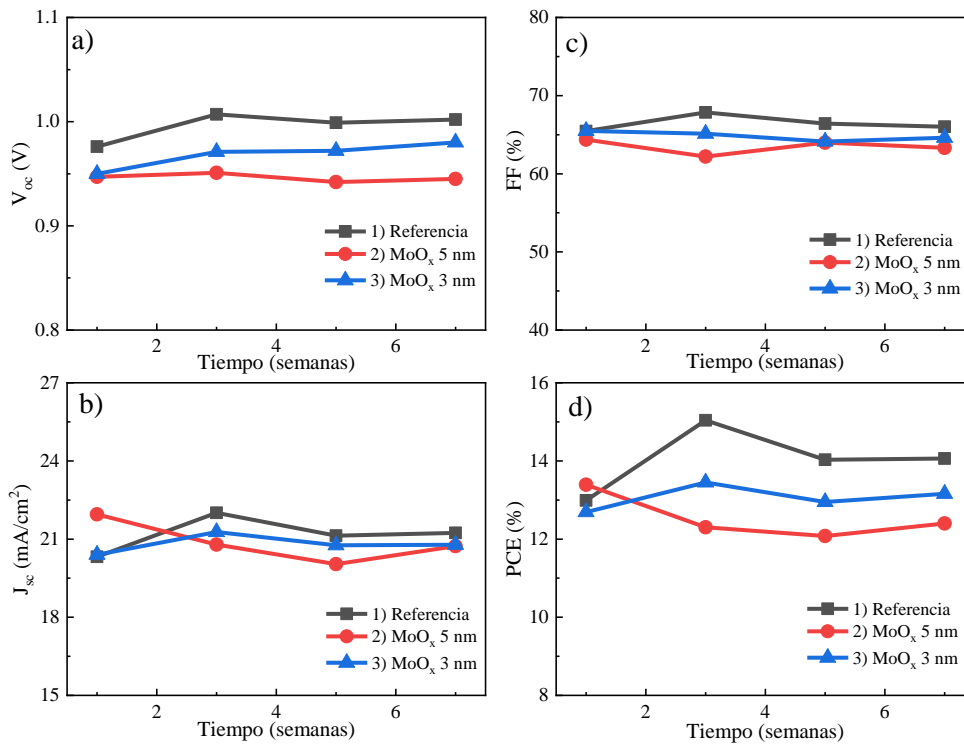 a)
1.1
1.0
0.9
0.8
V_oc (V)
2 4 6
Tiempo (semanas)
1) Referencia
2) MoO_x 5 nm
3) MoO_x 3 nm
c)
80
70
60
50
40
FF (%)
2 4 6
Tiempo (semanas)
1) Referencia
2) MoO_x 5 nm
3) MoO_x 3 nm
b)
27
24
21
18
15
J_sc (mA/cm²)
2 4 6
Tiempo (semanas)
1) Referencia
2) MoO_x 5 nm
3) MoO_x 3 nm
d)
16
14
12
10
8
PCE (%)
2 4 6
Tiempo (semanas)
1) Referencia
2) MoO_x 5 nm
3) MoO_x 3 nm